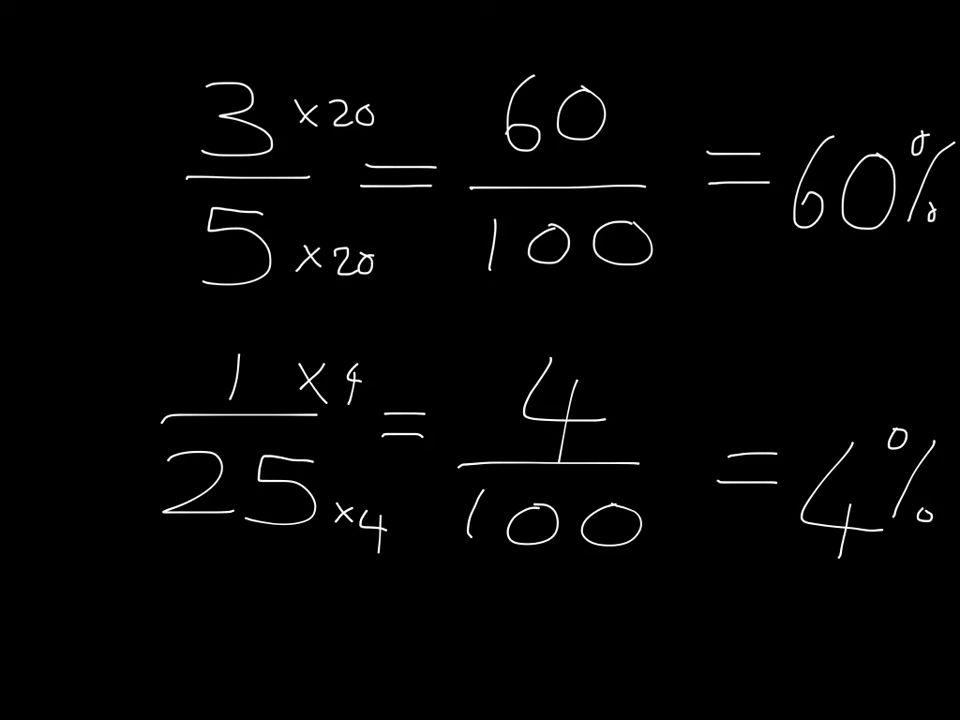 3 ×20 / 5 ×20 = 60 / 100 = 60%
1 ×4 / 25 ×4 = 4 / 100 = 4%